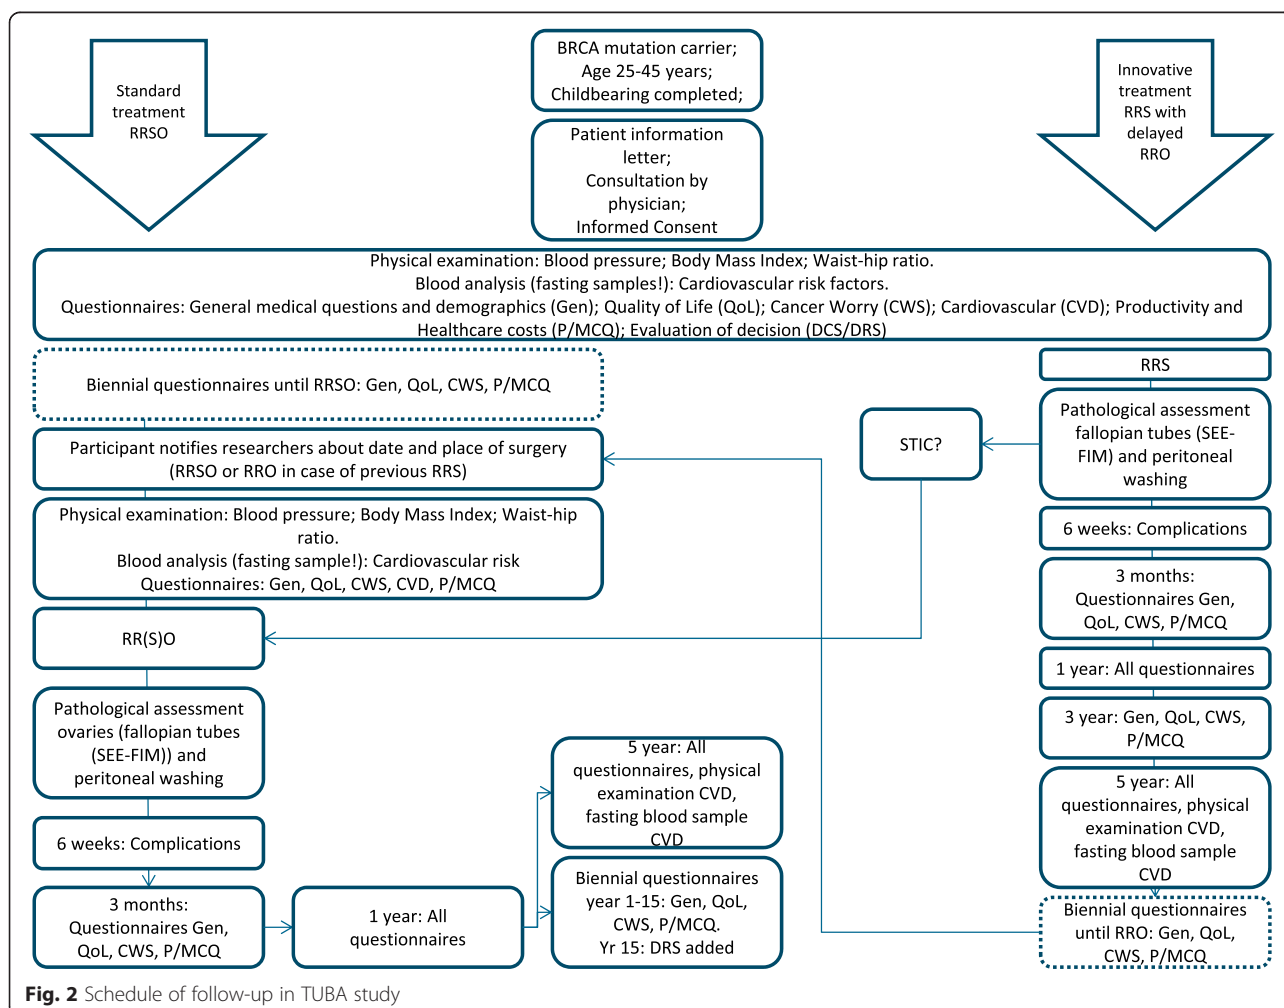 Standard
treatment
RRSO
BRCA mutation carrier;
Age 25-45 years;
Childbearing completed;
Patient information
letter;
Consultation by
physician;
Informed Consent
Innovative
treatment
RRS with
delayed
RRO
Physical examination: Blood pressure; Body Mass Index; Waist-hip ratio.
Blood analysis (fasting samples!): Cardiovascular risk factors.
Questionnaires: General medical questions and demographics (Gen); Quality of Life (QoL); Cancer Worry (CWS); Cardiovascular (CVD); Productivity and
Healthcare costs (P/MCQ); Evaluation of decision (DCS/DRS)
Biennial questionnaires until RRSO: Gen, QoL, CWS, P/MCQ
Participant notifies researchers about date and place of surgery
(RRSO or RRO in case of previous RRS)
Physical examination: Blood pressure; Body Mass Index; Waist-hip
ratio.
Blood analysis (fasting sample!): Cardiovascular risk
Questionnaires: Gen, QoL, CWS, CVD, P/MCQ
RR(S)O
Pathological assessment
ovaries (fallopian tubes
(SEE-FIM)) and
peritoneal washing
6 weeks: Complications
3 months:
Questionnaires Gen,
QoL, CWS, P/MCQ
1 year: All
questionnaires
5 year: All
questionnaires, physical
examination CVD,
fasting blood sample
CVD
Biennial questionnaires
year 1-15: Gen, QoL,
CWS, P/MCQ.
Yr 15: DRS added
STIC?
RRS
Pathological assessment
fallopian tubes (SEE-
FIM) and peritoneal
washing
6 weeks: Complications
3 months:
Questionnaires Gen,
QoL, CWS, P/MCQ
1 year: All questionnaires
3 year: Gen, QoL, CWS,
P/MCQ
5 year: All
questionnaires, physical
examination CVD,
fasting blood sample
CVD
Biennial questionnaires
until RRO: Gen, QoL,
CWS, P/MCQ
Fig. 2 Schedule of follow-up in TUBA study